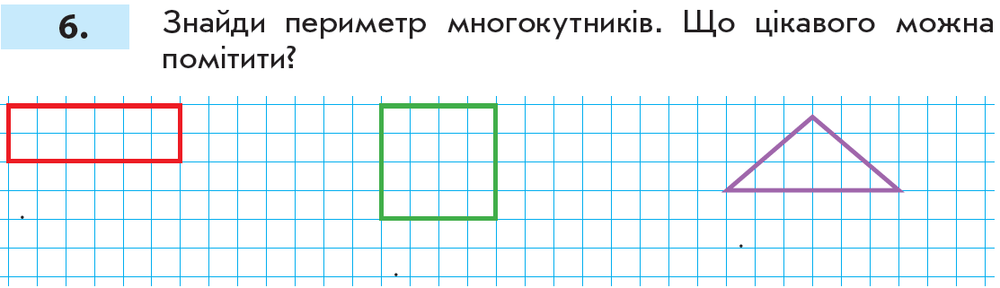 6. Знайди периметр многокутників. Що цікавого можна
помітити?